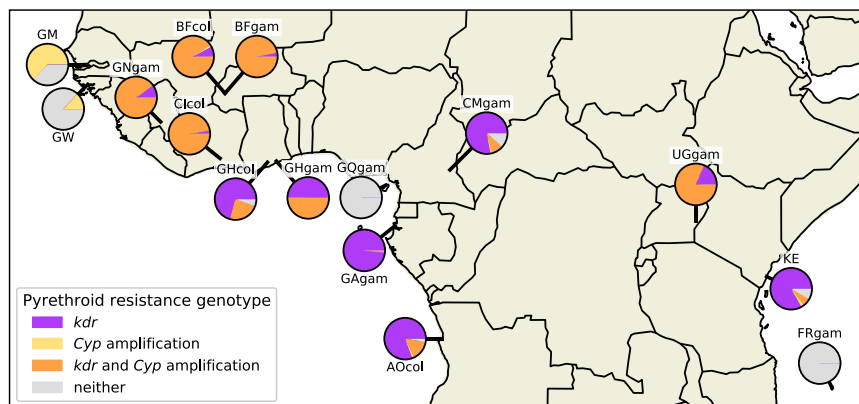 BFcol
BFgam
GM
GNgam
CIcol
CMgam
GW
UGgam
GHcol
GHgam
GQgam
GAgam
KE
AOcol
FRgam
Pyrethroid resistance genotype
kdr
Cyp amplification
kdr and Cyp amplification
neither